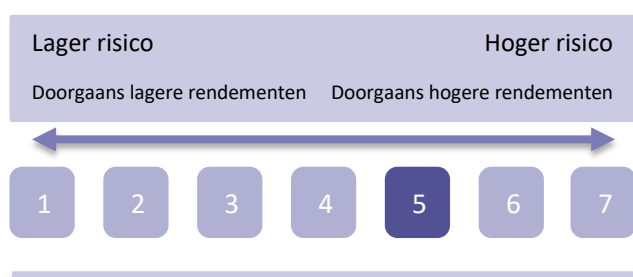 Lager risico Hoger risico
Doorgaans lagere rendementen Doorgaans hogere rendementen
1 2 3 4 5 6 7